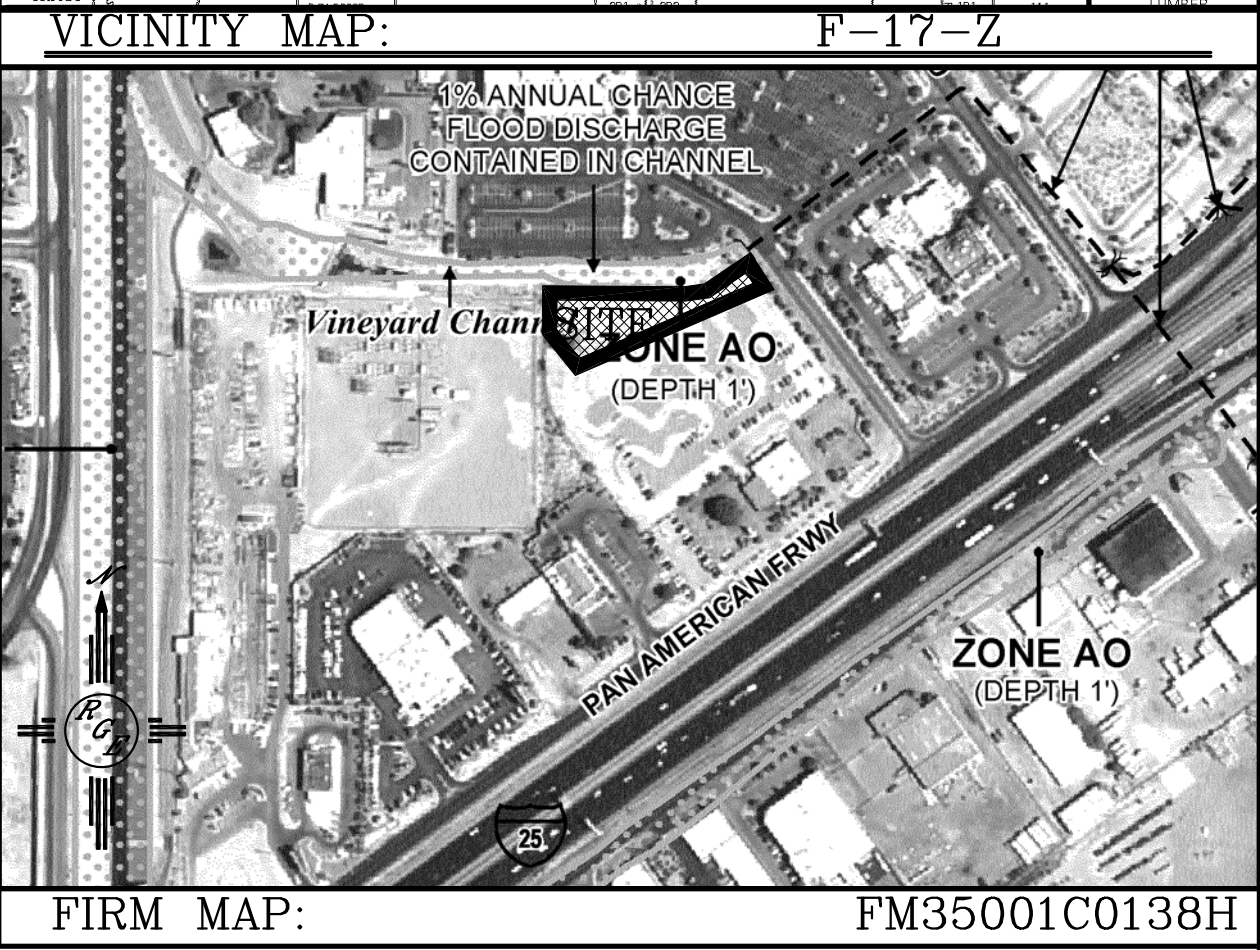 VICINITY MAP: F-17-Z
1% ANNUAL CHANCE
FLOOD DISCHARGE
CONTAINED IN CHANNEL
Vineyard Chann
SITE
ZONE AO
(DEPTH 1')
PAN AMERICAN FRWY
N
RGE
ZONE AO
(DEPTH 1')
25
FIRM MAP: FM35001C0138H